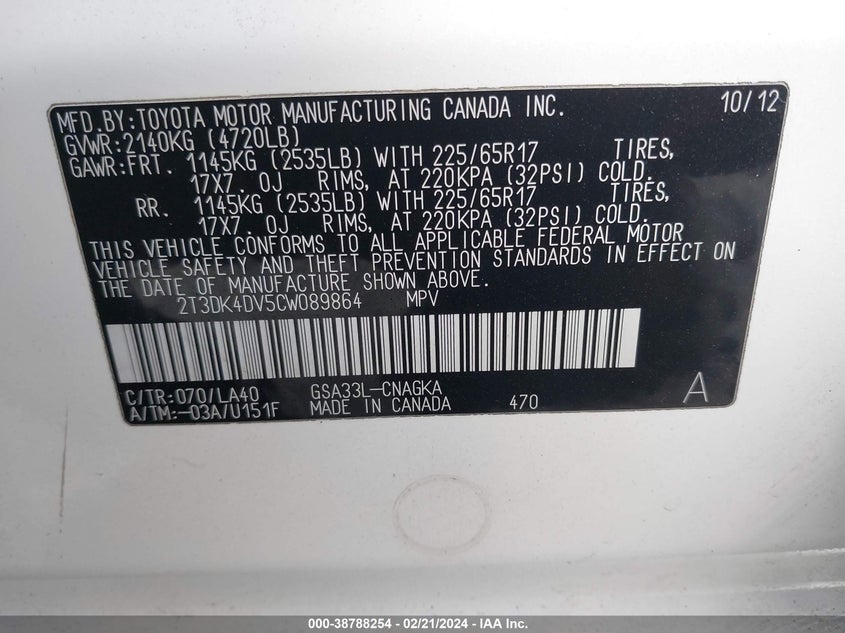 MFD.BY:TOYOTA MOTOR MANUFACTURING CANADA INC. 10/12
GVWR:2140KG (4720LB)
GAWR:FRT. 1145KG (2535LB) WITH 225/65R17 TIRES,
17X7.0J RIMS, AT 220KPA (32PSI) COLD.
RR. 1145KG (2535LB) WITH 225/65R17 TIRES,
17X7.0J RIMS, AT 220KPA (32PSI) COLD.
THIS VEHICLE CONFORMS TO ALL APPLICABLE FEDERAL MOTOR
VEHICLE SAFETY AND THEFT PREVENTION STANDARDS IN EFFECT ON
THE DATE OF MANUFACTURE SHOWN ABOVE.
2T3DK4DV5CW089864 MPV
C/TR:070/LA40 GSA33L-CNAGKA
A/TM:-03A/U151F MADE IN CANADA 470 A
000-38788254 - 02/21/2024 - IAA Inc.